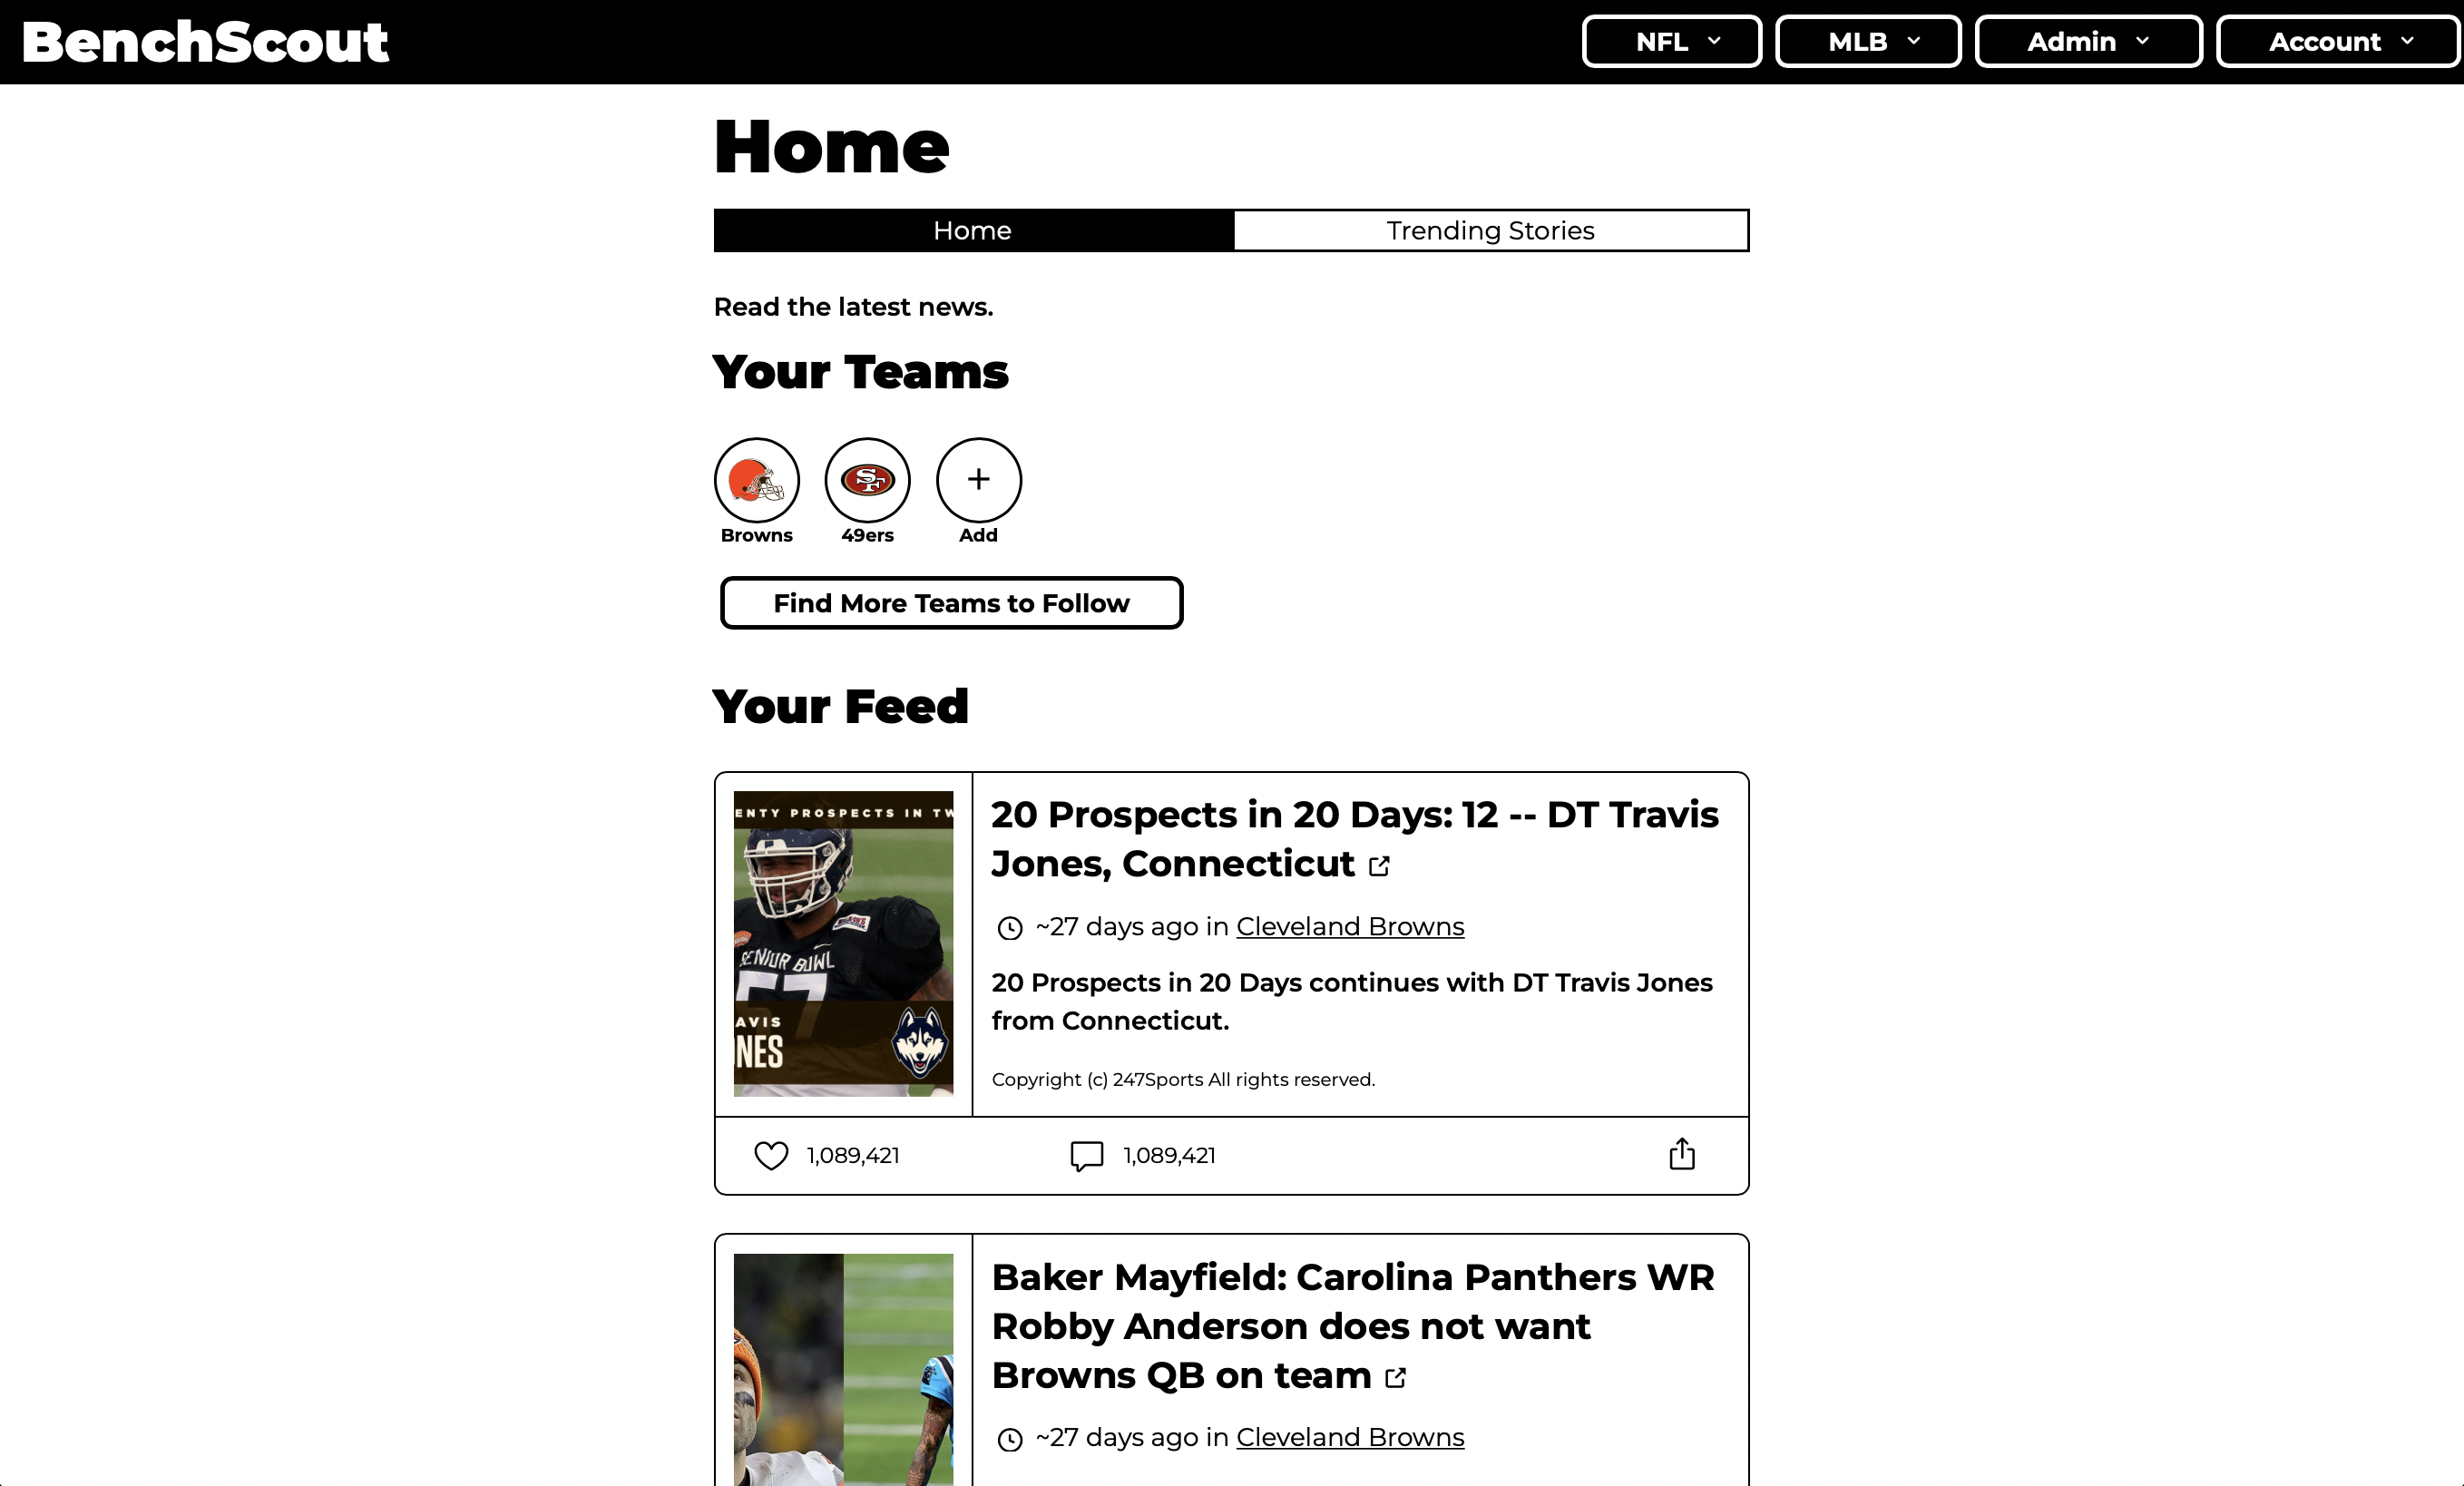 BenchScout
NFL
MLB
Admin
Account
Home
Home
Trending Stories
Read the latest news.
Your Teams
SF
Browns
49ers
+
Add
Find More Teams to Follow
Your Feed
ENTY PROSPECTS IN TW
SENIOR BOWL
57
AVIS
NES
20 Prospects in 20 Days: 12 -- DT Travis
Jones, Connecticut
~27 days ago in Cleveland Browns
20 Prospects in 20 Days continues with DT Travis Jones
from Connecticut.
Copyright (c) 247Sports All rights reserved.
1,089,421
1,089,421
Baker Mayfield: Carolina Panthers WR
Robby Anderson does not want
Browns QB on team
~27 days ago in Cleveland Browns